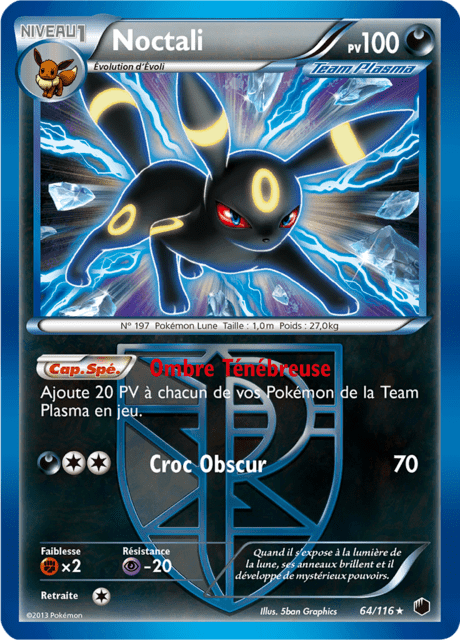 NIVEAU 1
Noctali
PV 100
Évolution d'Évoli
Team Plasma
N° 197 Pokémon Lune Taille : 1,0m Poids : 27,0kg
Cap. Spé. Ombre Ténébreuse
Ajoute 20 PV à chacun de vos Pokémon de la Team
Plasma en jeu.
Croc Obscur 70
Faiblesse
×2
Résistance
-20
Retraite
Quand il s'expose à la lumière de
la lune, ses anneaux brillent et il
développe de mystérieux pouvoirs.
©2013 Pokémon
Illus. 5ban Graphics
64/116 ★